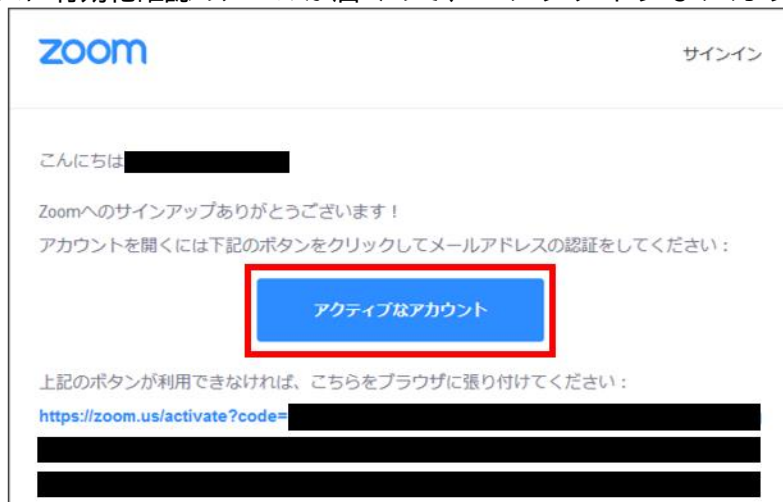 zoom
サインイン
こんにちは
Zoomへのサインアップありがとうございます！
アカウントを開くには下記のボタンをクリックしてメールアドレスの認証をしてください：
アクティブなアカウント
上記のボタンが利用できなければ、こちらをブラウザに張り付けてください：
https://zoom.us/activate?code=